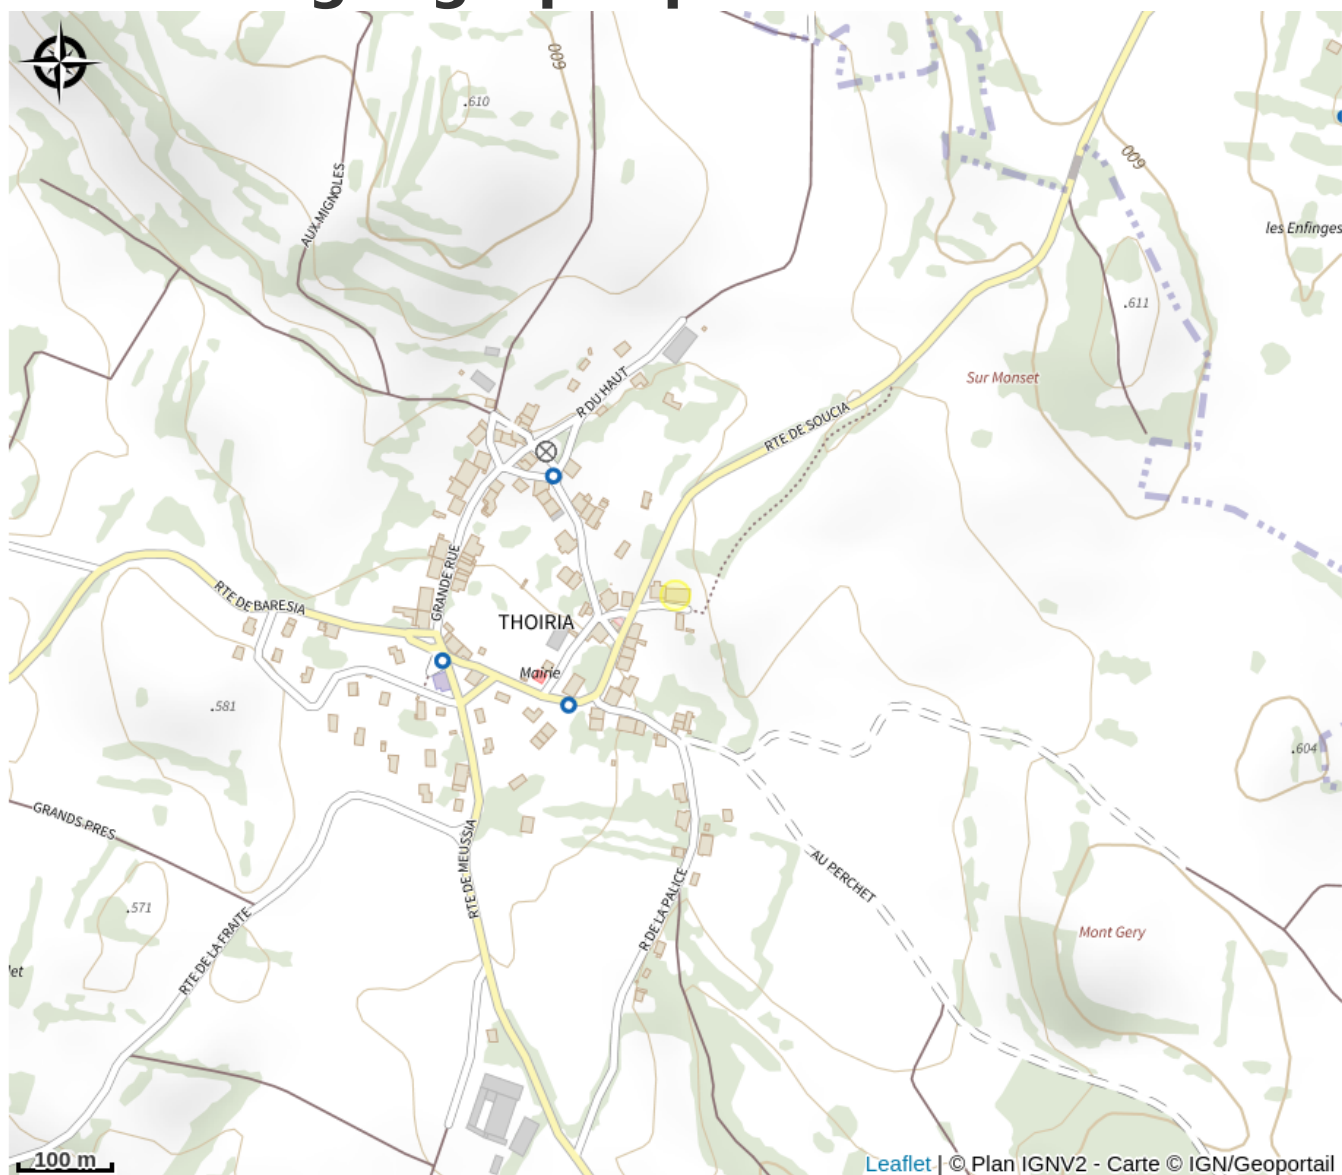 600
.610
600
AUX MIGNOLES
les Enfinges
.611
Sur Monset
R DU HAUT
RTE DE SOUCIA
GRANDE RUE
RTE DE BARESIA
THOIRIA
Mairie
.581
.604
GRANDS PRES
RTE DE MEUSSIA
AU PERCHET
R DE LA PALICE
.571
RTE DE LA FRAITE
Mont Gery
let
100 m
Leaflet | © Plan IGNV2 - Carte © IGN/Geoportail